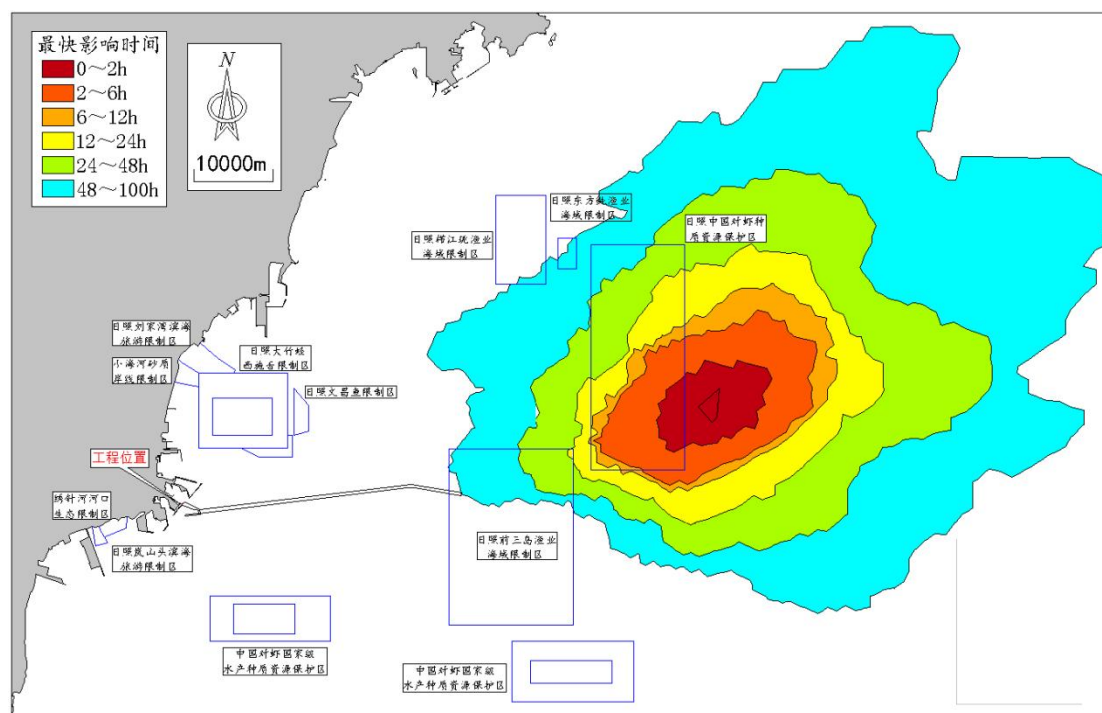 最快影响时间
0～2h
2～6h
6～12h
12～24h
24～48h
48～100h
N
10000m
日照东方鲀渔业
海域限制区
日照栉江珧渔业
海域限制区
日照中国对虾种
质资源保护区
日照刘家湾滨海
旅游限制区
小海河砂质
岸线限制区
日照大竹蛏
西施舌限制区
日照文昌鱼限制区
工程位置
绣针河河口
生态限制区
日照岚山头滨海
旅游限制区
日照前三岛渔业
海域限制区
中国对虾国家级
水产种质资源保护区
中国对虾国家级
水产种质资源保护区